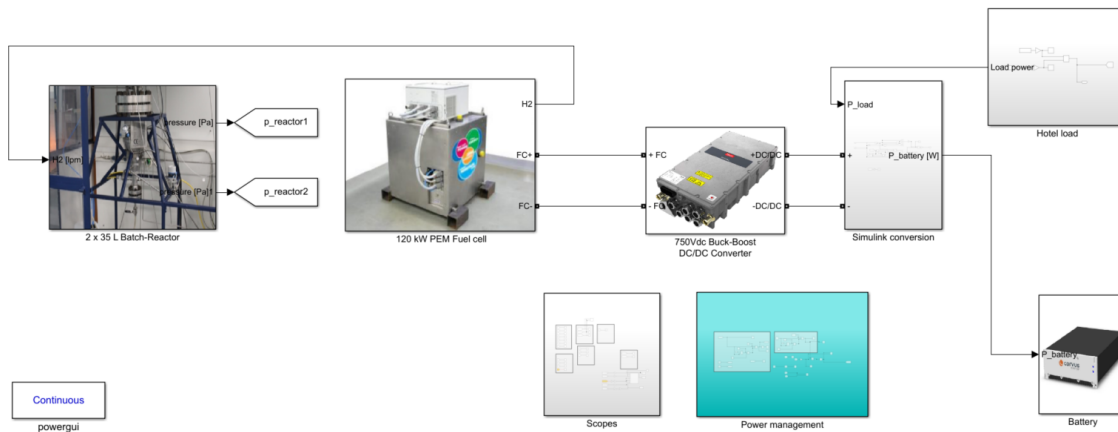 Load power
Hotel load
H2 [lpm]
pressure [Pa]
pressure [Pa]1
p_reactor1
p_reactor2
2 x 35 L Batch-Reactor
H2
FC+
FC-
120 kW PEM Fuel cell
+ FC
- FC
+DC/DC
-DC/DC
750Vdc Buck-Boost
DC/DC Converter
P_load
+
P_battery [W]
-
Simulink conversion
Scopes
Power management
P_battery
Battery
Continuous
powergui